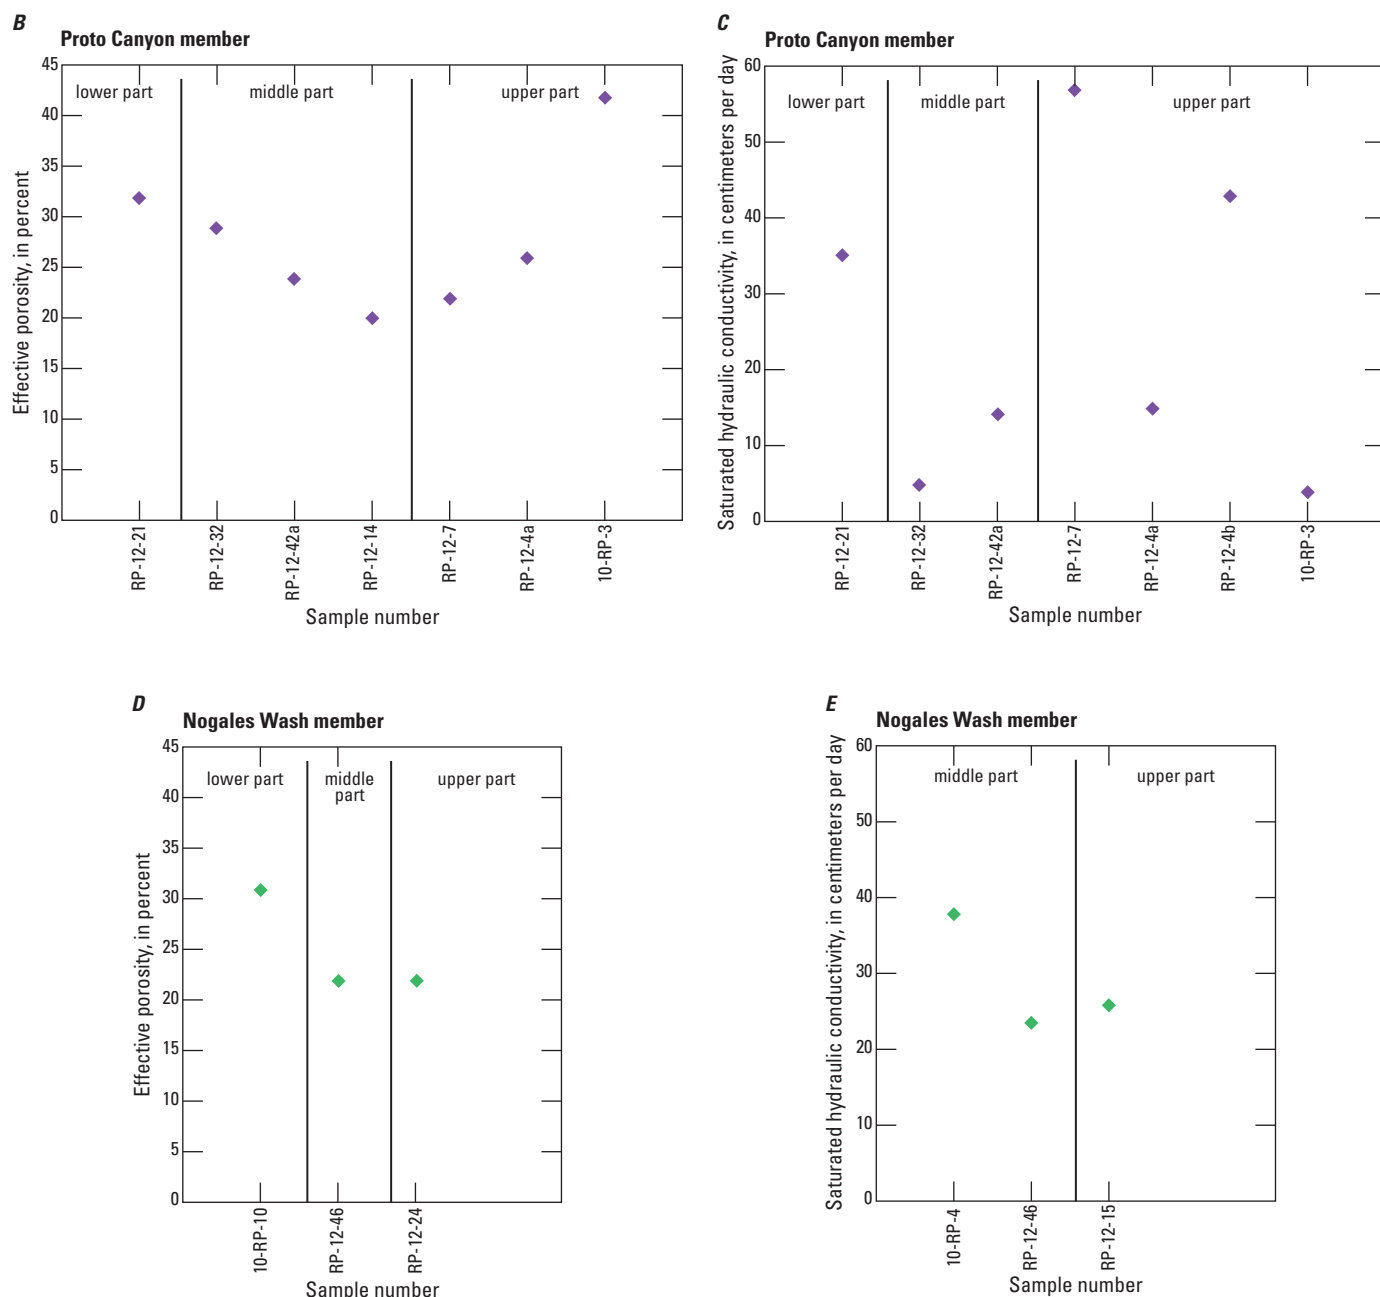 B
Proto Canyon member
45
40
35
30
25
20
15
10
5
0
Effective porosity, in percent
lower part
middle part
upper part
RP-12-21
RP-12-32
RP-12-42a
RP-12-14
RP-12-7
RP-12-4a
10-RP-3
Sample number
C
Proto Canyon member
60
50
40
30
20
10
0
Saturated hydraulic conductivity, in centimeters per day
lower part
middle part
upper part
RP-12-21
RP-12-32
RP-12-42a
RP-12-7
RP-12-4a
RP-12-4b
10-RP-3
Sample number
D
Nogales Wash member
45
40
35
30
25
20
15
10
5
0
Effective porosity, in percent
lower part
middle
part
upper part
10-RP-10
RP-12-46
RP-12-24
Sample number
E
Nogales Wash member
60
50
40
30
20
10
0
Saturated hydraulic conductivity, in centimeters per day
middle part
upper part
10-RP-4
RP-12-46
RP-12-15
Sample number